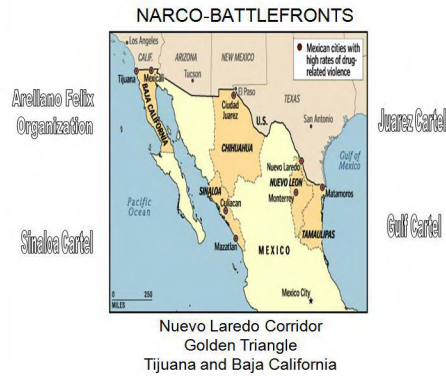 NARCO-BATTLEFRONTS
Los Angeles
CALIF.
ARIZONA
NEW MEXICO
Mexican cities with
high rates of drug-
related violence
Tijuana
Mexicali
Tucson
El Paso
TEXAS
Arellano Felix
Organization
BAJA CALIFORNIA
Ciudad
Juarez
U.S.
San Antonio
Juarez Cartel
CHIHUAHUA
Nuevo Laredo
Gulf of
Mexico
SINALOA
NUEVO LEON
Matamoros
Pacific
Ocean
Culiacan
Monterrey
Sinaloa Cartel
TAMAULIPAS
Gulf Cartel
Mazatlan
MEXICO
0 250
MILES
Mexico City
Nuevo Laredo Corridor
Golden Triangle
Tijuana and Baja California